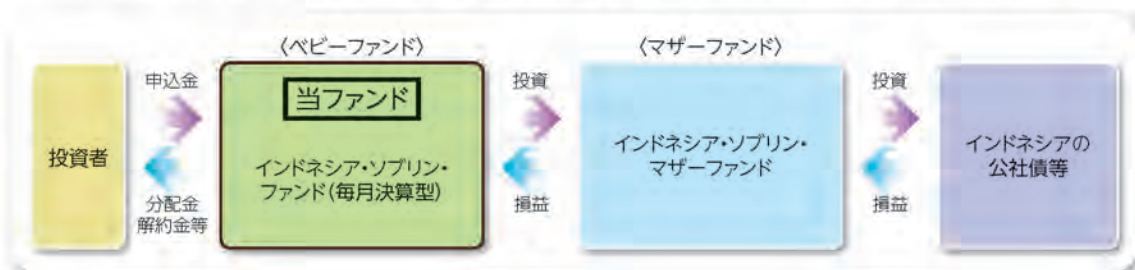 〈ベビーファンド〉
〈マザーファンド〉
投資者
申込金
分配金
解約金等
当ファンド
インドネシア・ソブリン・
ファンド(毎月決算型)
投資
損益
インドネシア・ソブリン・
マザーファンド
投資
損益
インドネシアの
公社債等